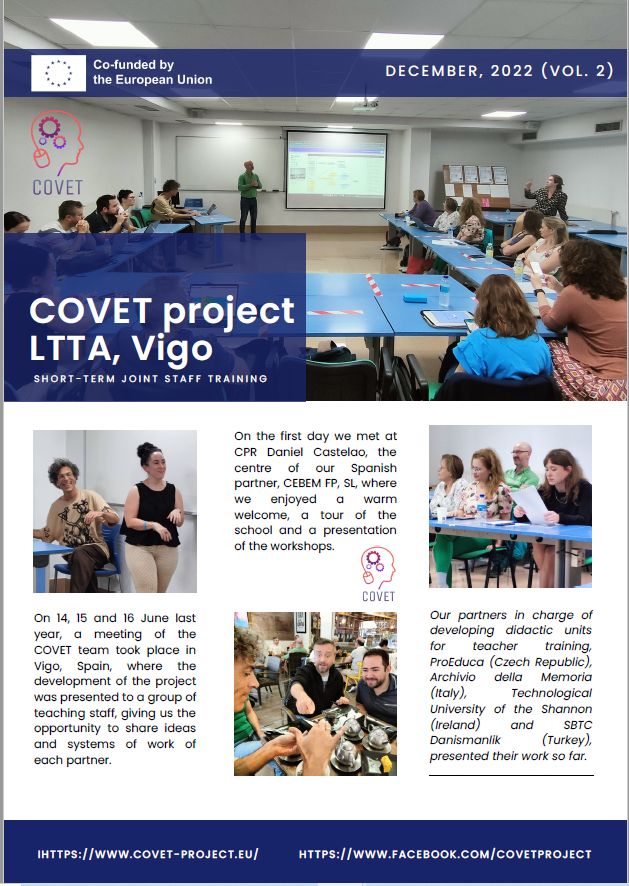 Co-funded by
the European Union
DECEMBER, 2022 (VOL. 2)
COVET
COVET project
LTTA, Vigo
SHORT-TERM JOINT STAFF TRAINING
On the first day we met at
CPR Daniel Castelao, the
centre of our Spanish
partner, CEBEM FP, SL, where
we enjoyed a warm
welcome, a tour of the
school and a presentation
of the workshops.
COVET
On 14, 15 and 16 June last
year, a meeting of the
COVET team took place in
Vigo, Spain, where the
development of the project
was presented to a group of
teaching staff, giving us the
opportunity to share ideas
and systems of work of
each partner.
Our partners in charge of
developing didactic units
for teacher training,
ProEduca (Czech Republic),
Archivio della Memoria
(Italy), Technological
University of the Shannon
(Ireland) and SBTC
Danismanlik (Turkey),
presented their work so far.
IHTTPS://WWW.COVET-PROJECT.EU/
HTTPS://WWW.FACEBOOK.COM/COVETPROJECT